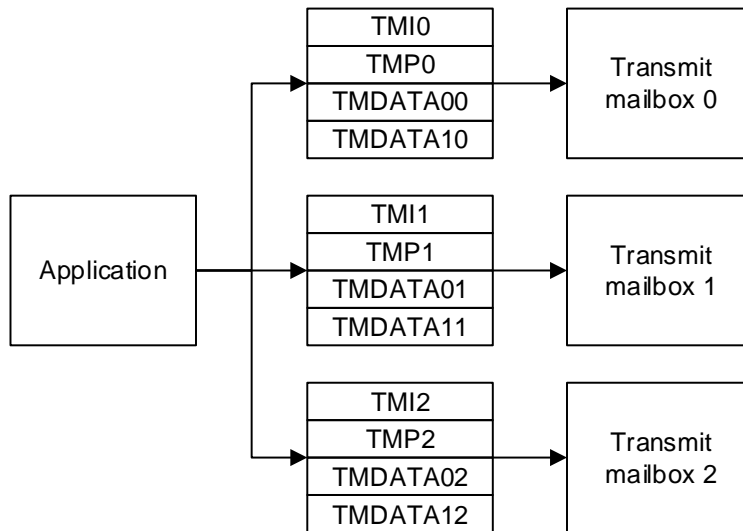 TMI0
TMP0
TMDATA00
TMDATA10
Transmit
mailbox 0
Application
TMI1
TMP1
TMDATA01
TMDATA11
Transmit
mailbox 1
TMI2
TMP2
TMDATA02
TMDATA12
Transmit
mailbox 2